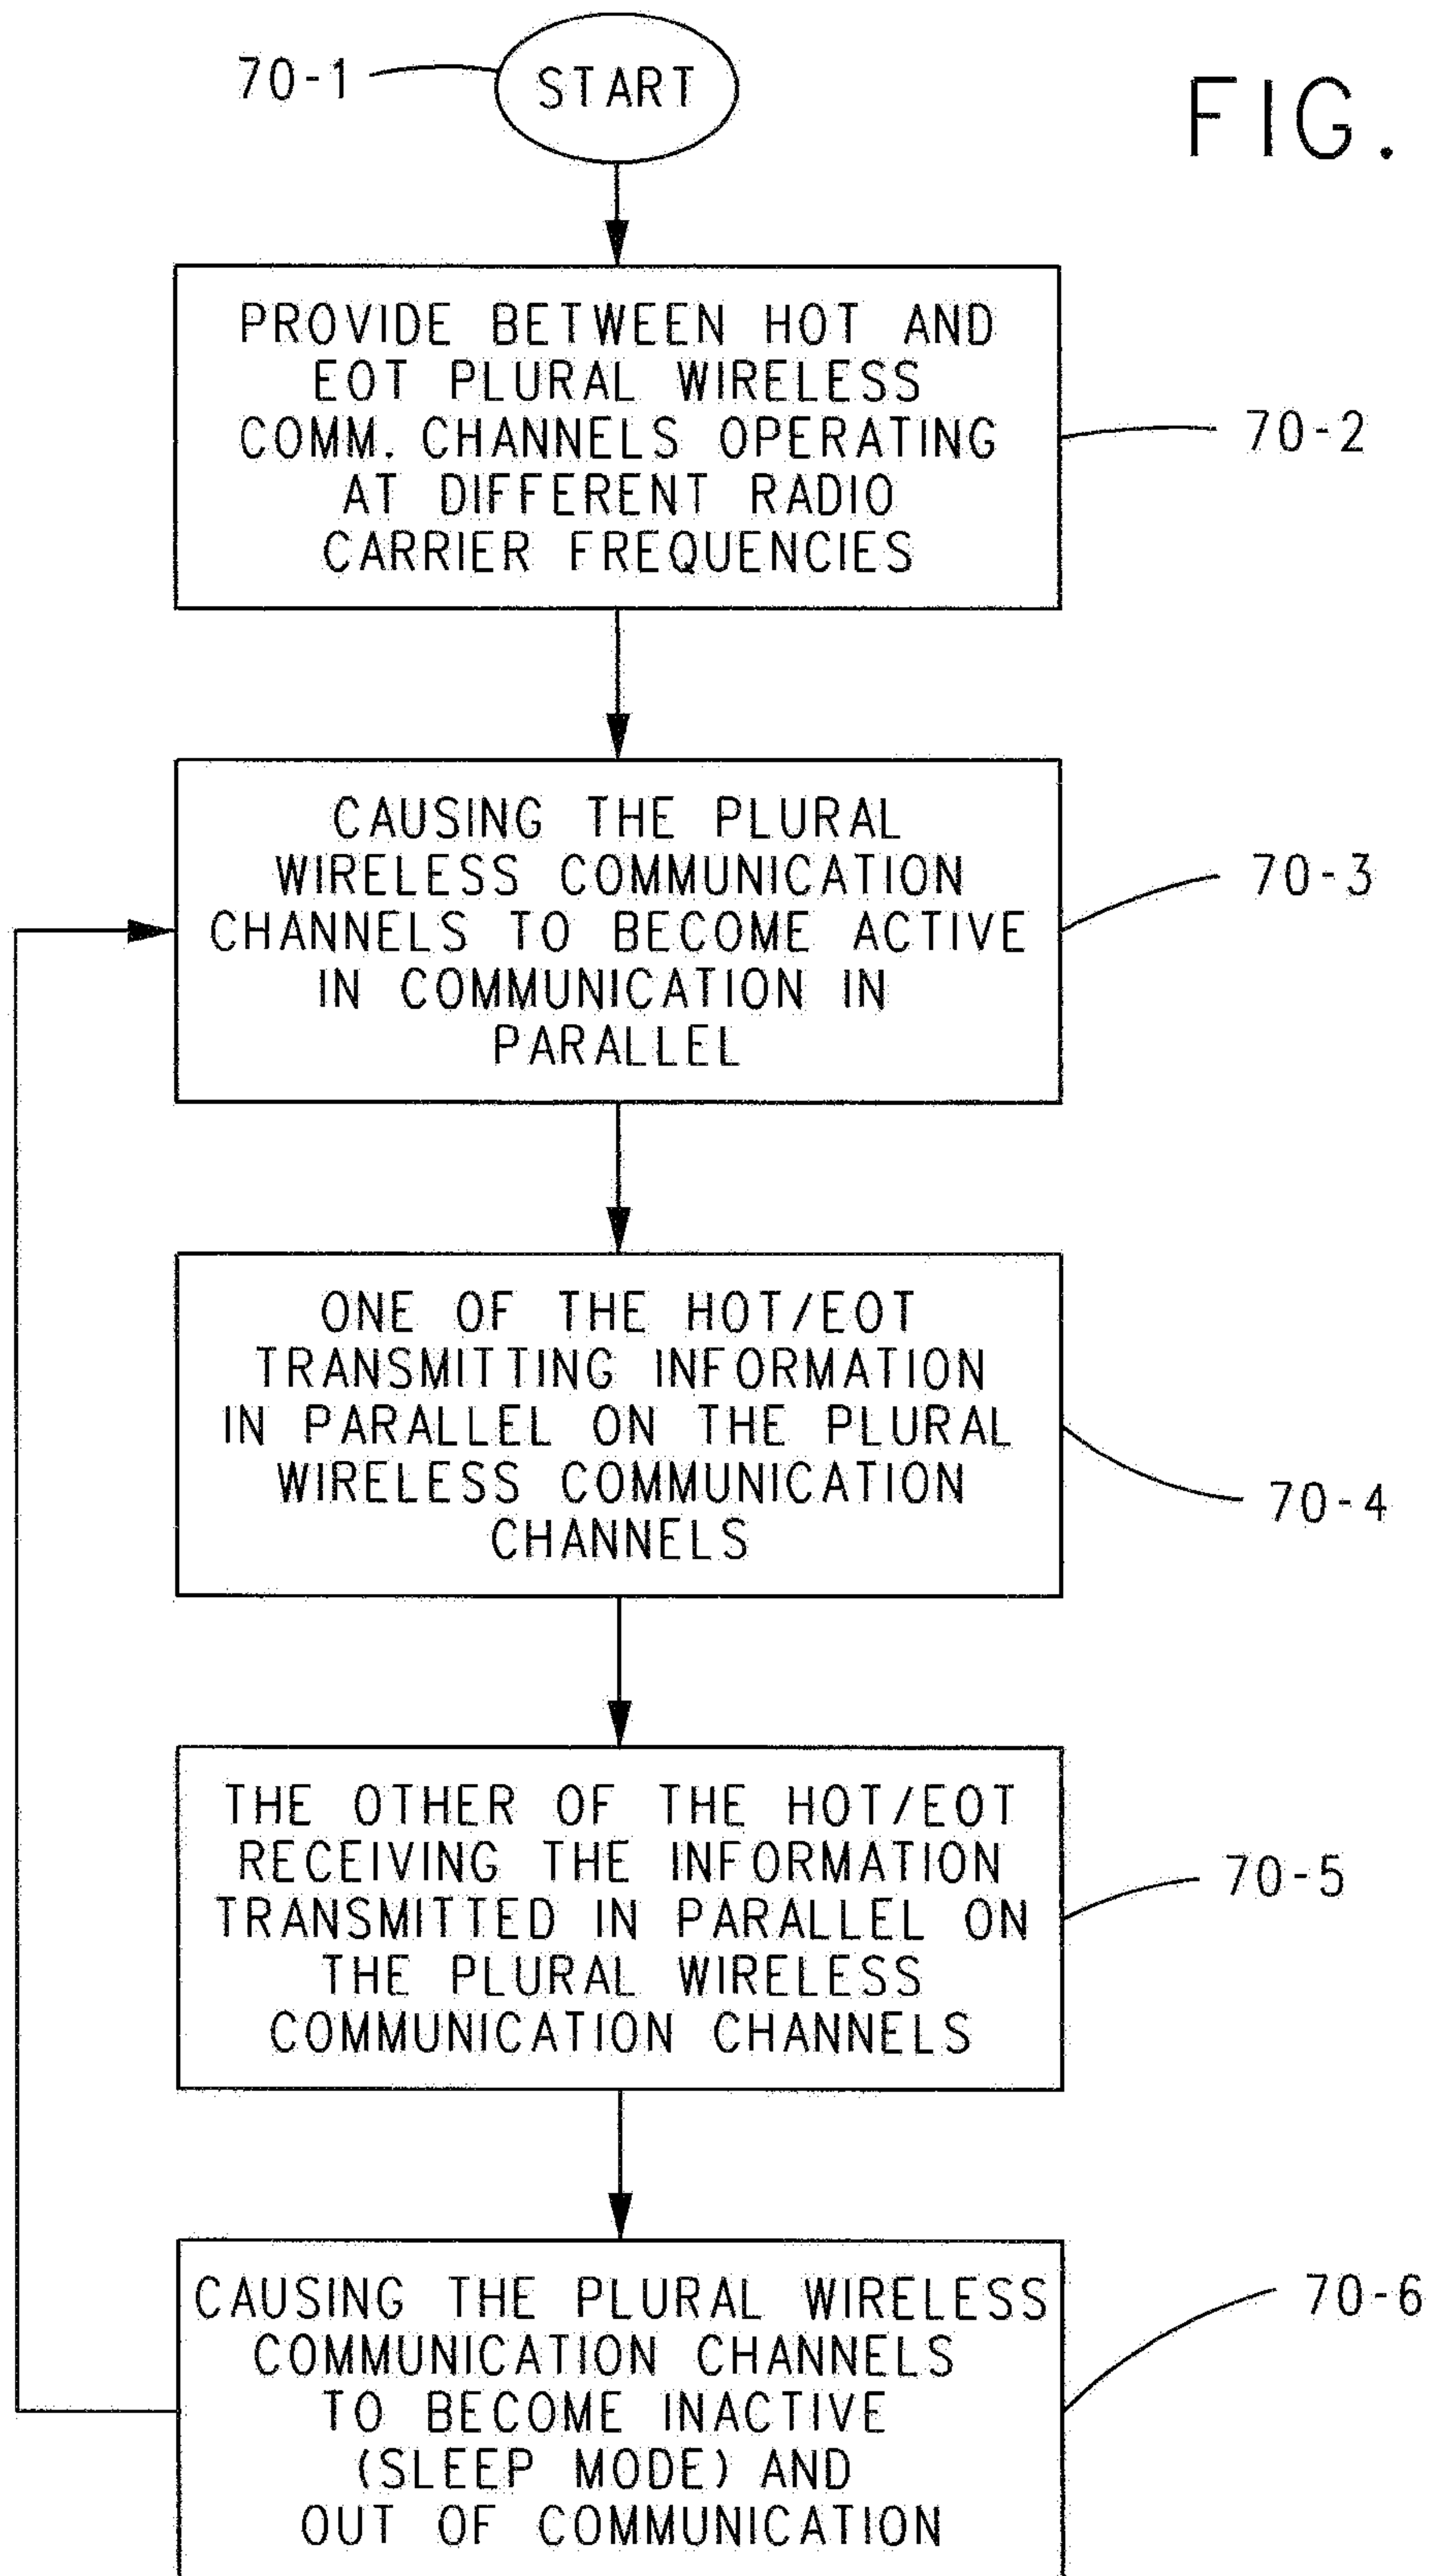 70-1
START
FIG.
PROVIDE BETWEEN HOT AND
EOT PLURAL WIRELESS
COMM. CHANNELS OPERATING
AT DIFFERENT RADIO
CARRIER FREQUENCIES
70-2
CAUSING THE PLURAL
WIRELESS COMMUNICATION
CHANNELS TO BECOME ACTIVE
IN COMMUNICATION IN
PARALLEL
70-3
ONE OF THE HOT/EOT
TRANSMITTING INFORMATION
IN PARALLEL ON THE PLURAL
WIRELESS COMMUNICATION
CHANNELS
70-4
THE OTHER OF THE HOT/EOT
RECEIVING THE INFORMATION
TRANSMITTED IN PARALLEL ON
THE PLURAL WIRELESS
COMMUNICATION CHANNELS
70-5
CAUSING THE PLURAL WIRELESS
COMMUNICATION CHANNELS
TO BECOME INACTIVE
(SLEEP MODE) AND
OUT OF COMMUNICATION
70-6